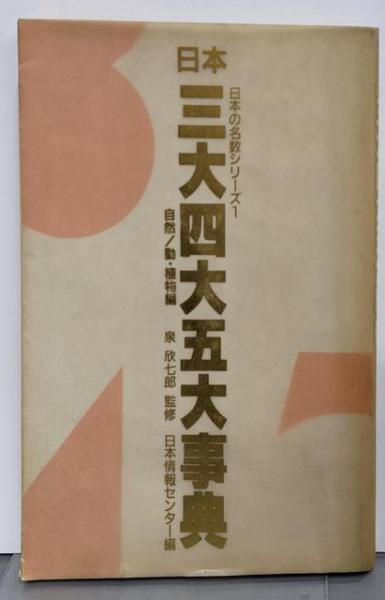 日本
日本の名数シリーズ1
三大四大五大事典
自然/動・植物編
泉 欣七郎 監修 日本情報センター編